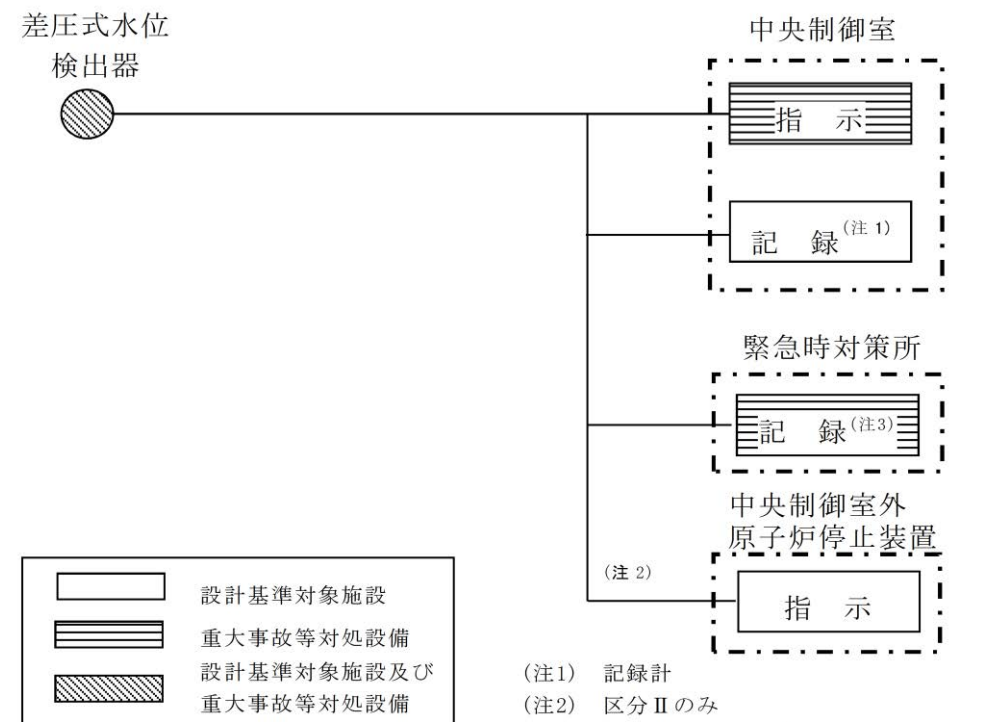 差圧式水位
検出器
中央制御室
指 示
記 録(注1)
緊急時対策所
記 録(注3)
中央制御室外
原子炉停止装置
(注2)
指 示
設計基準対象施設
重大事故等対処設備
設計基準対象施設及び
重大事故等対処設備
(注1) 記録計
(注2) 区分Ⅱのみ